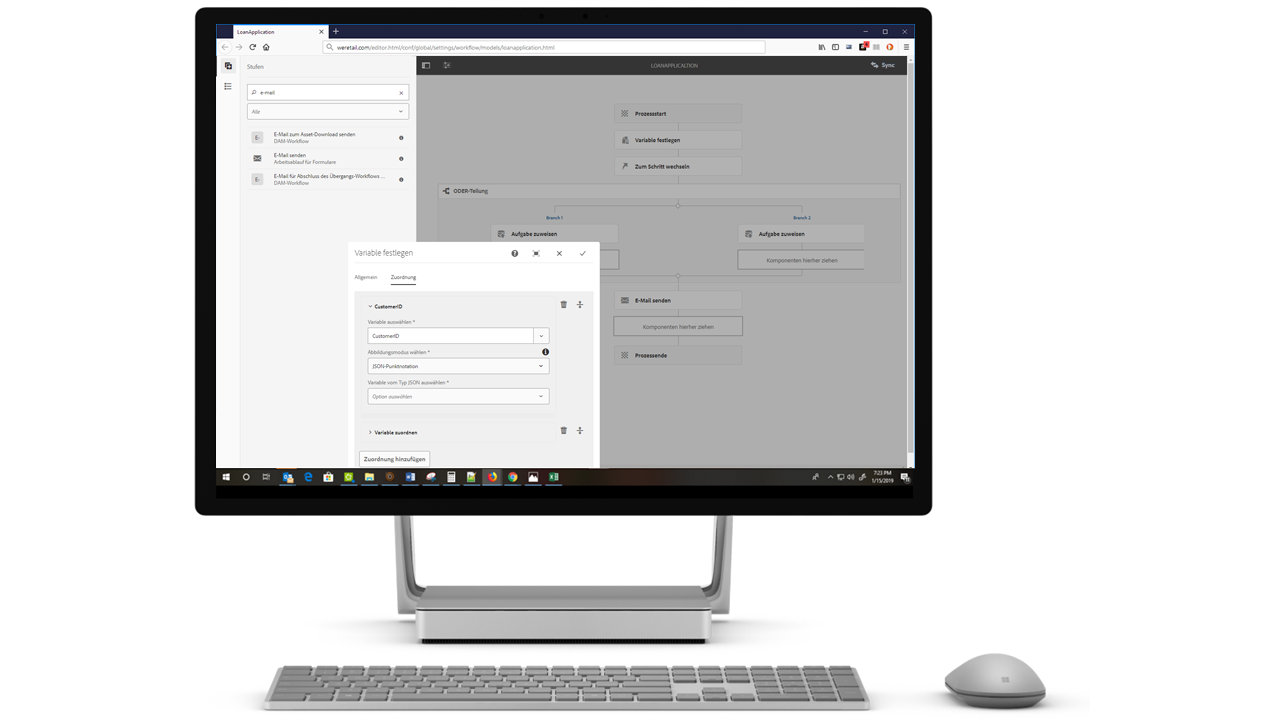 LoanApplication
weretail.com/editor.html/conf/global/settings/workflow/models/loanapplication.html
Stufen
e-mail
Alle
E-
E-Mail zum Asset-Download senden
DAM-Workflow
E-Mail senden
Arbeitsablauf für Formulare
E-
E-Mail für Abschluss des Übergangs-Workflows ...
DAM-Workflow
LOANAPPLICALTION
Sync
Prozessstart
Variable festlegen
Zum Schritt wechseln
ODER-Teilung
Branch 1
Branch 2
Aufgabe zuweisen
Aufgabe zuweisen
Komponenten hierher ziehen
E-Mail senden
Komponenten hierher ziehen
Prozessende
Variable festlegen
Allgemein
Zuordnung
CustomerID
Variable auswählen *
CustomerID
Abbildungsmodus wählen *
JSON-Punktnotation
Variable vom Typ JSON auswählen *
Option auswählen
Variable zuordnen
Zuordnung hinzufügen
7:23 PM
1/15/2019